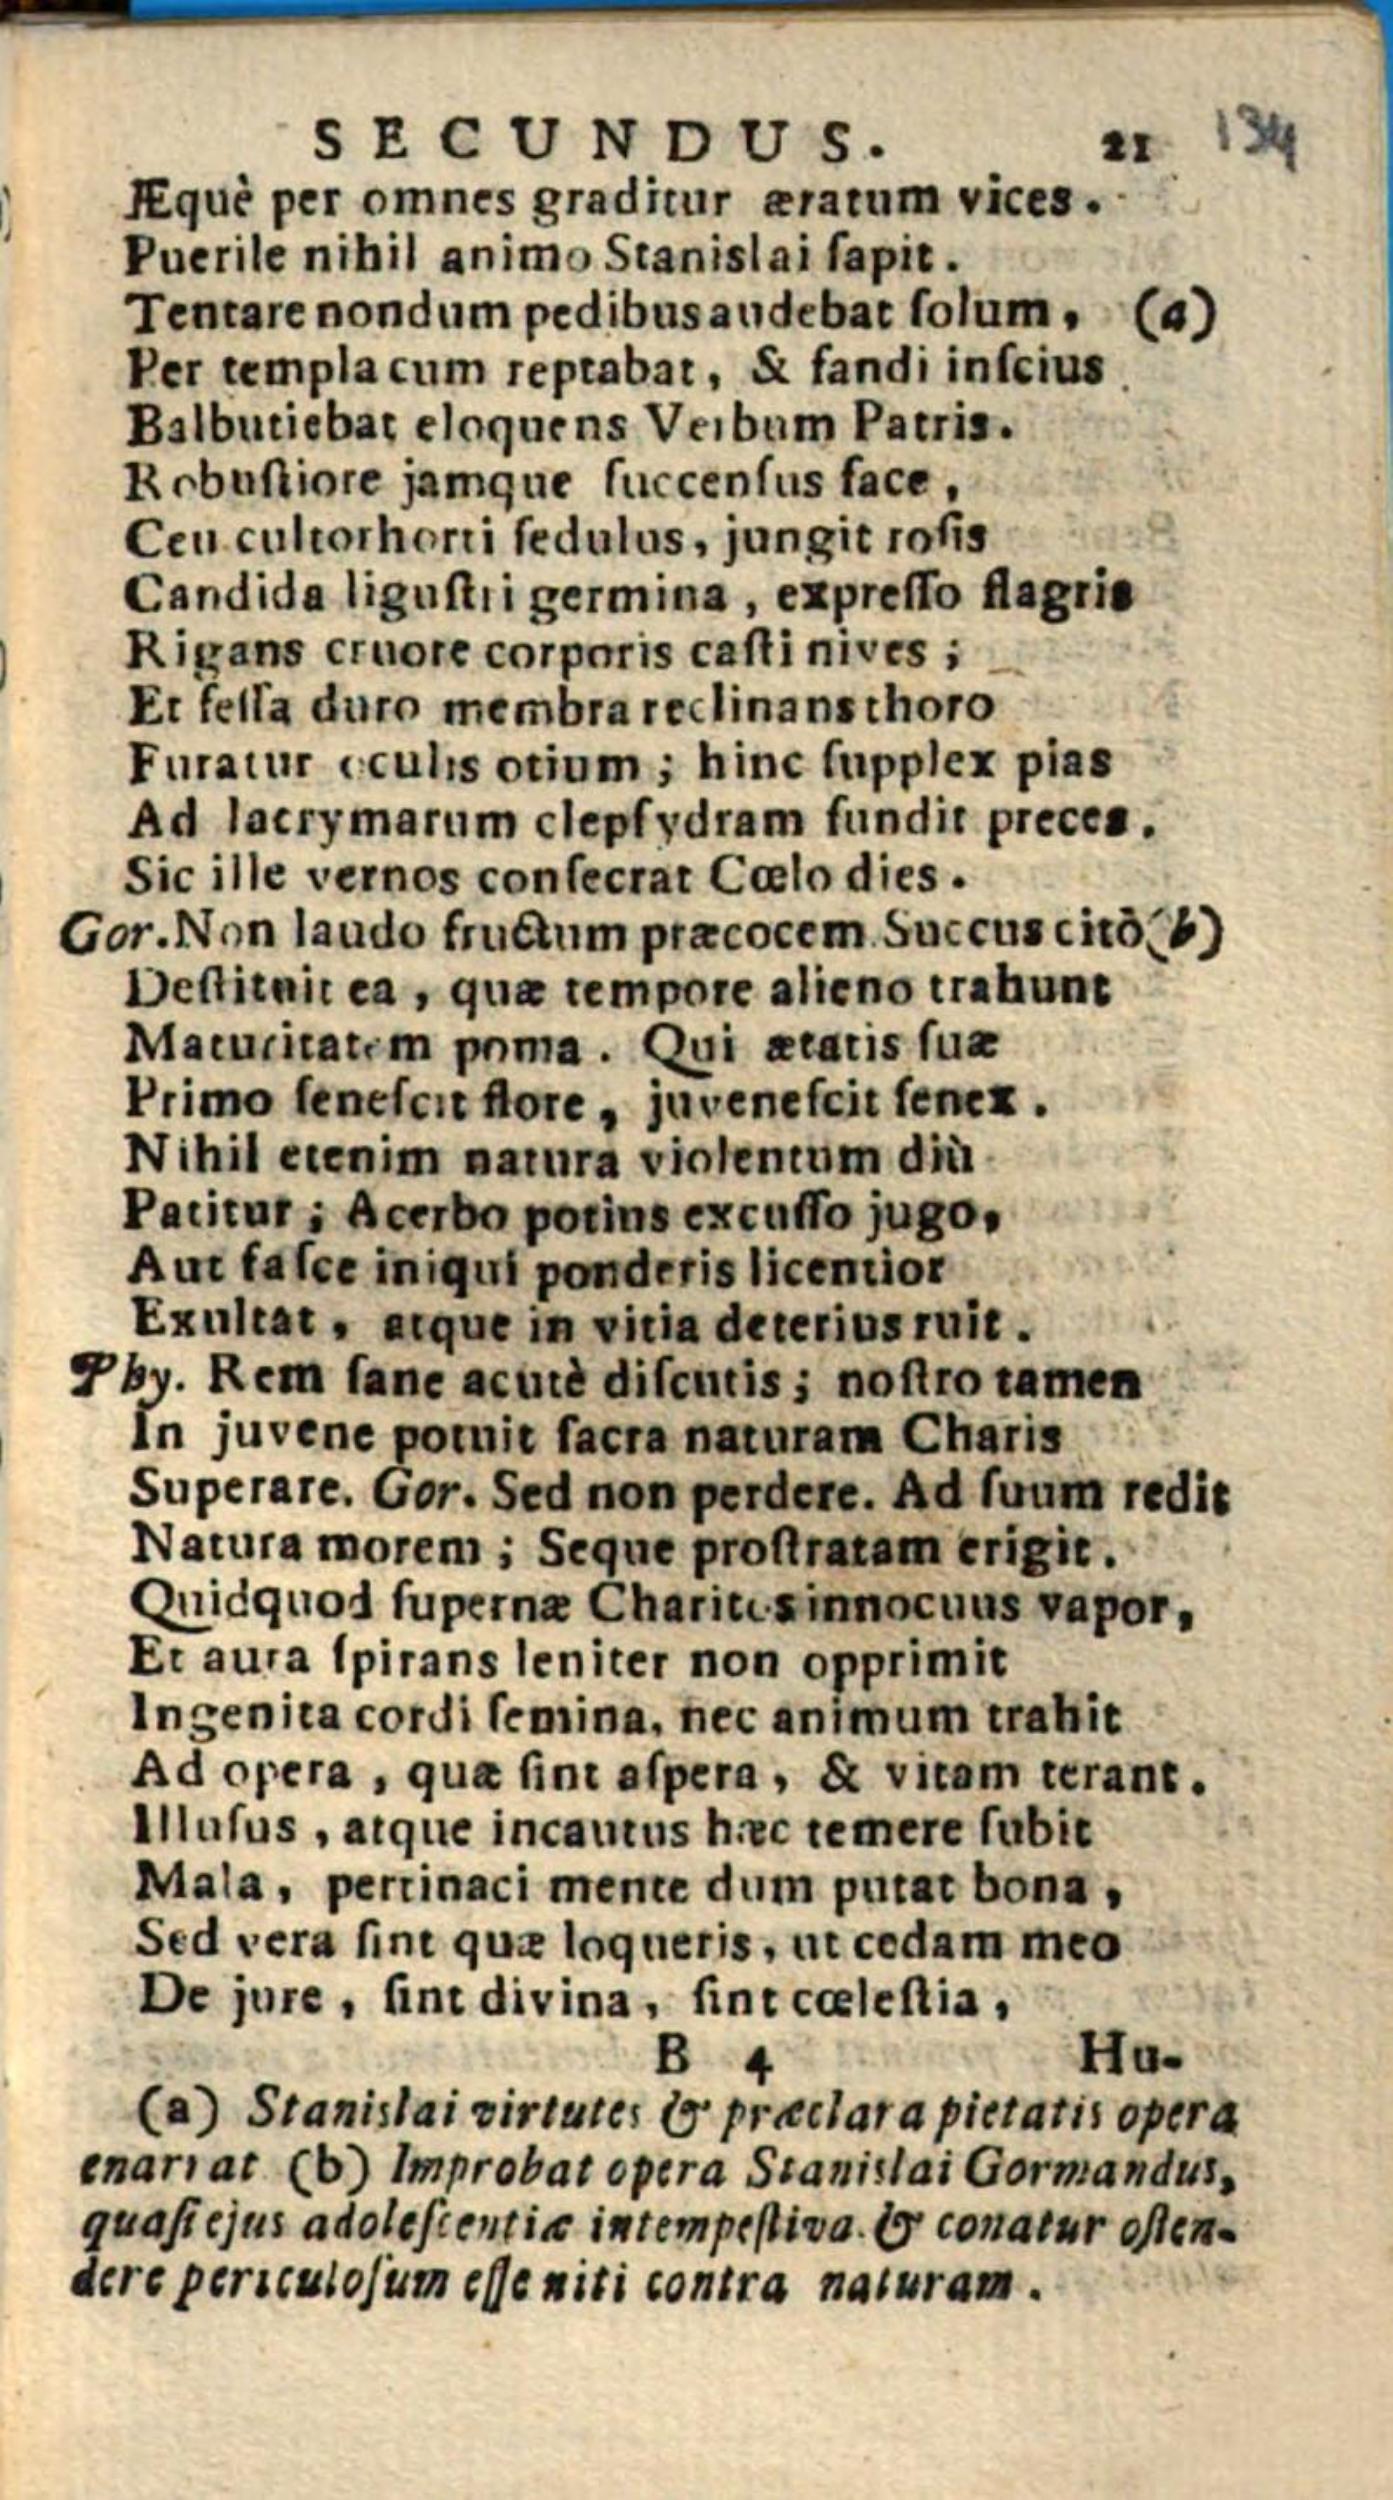 SECUNDUS. 21 134
Æquè per omnes graditur æratum vices.
Puerile nihil animo Stanislai ſapit.
Tentare nondum pedibus audebat ſolum, (a)
Per templa cum reptabat, & fandi inſcius
Balbutiebat eloquens Verbum Patris.
Robuſtiore jamque ſuccenſus face,
Ceu cultor horti ſedulus, jungit roſis
Candida liguſtri germina, expreſſo flagris
Rigans cruore corporis caſti nives;
Et feſſa duro membra reclinans thoro
Furatur oculis otium; hinc ſupplex pias
Ad lacrymarum clepſydram fundit preces.
Sic ille vernos conſecrat Cœlo dies.
Gor. Non laudo fructum præcocem. Succus citò (b)
Deſtituit ea, quæ tempore alieno trahunt
Maturitatem poma. Qui ætatis ſuæ
Primo ſeneſcit flore, juveneſcit ſenex.
Nihil etenim natura violentum diù
Patitur; Acerbo potius excuſſo jugo,
Aut faſce iniqui ponderis licentior
Exultat, atque in vitia deterius ruit.
Phy. Rem ſane acutè diſcutis; noſtro tamen
In juvene potuit ſacra naturam Charis
Superare. Gor. Sed non perdere. Ad ſuum redit
Natura morem; Seque proſtratam erigit.
Quidquod ſupernæ Charites innocuus vapor,
Et aura ſpirans leniter non opprimit
Ingenita cordi ſemina, nec animum trahit
Ad opera, quæ ſint aſpera, & vitam terant.
Illuſus, atque incautus hæc temere ſubit
Mala, pertinaci mente dum putat bona,
Sed vera ſint quæ loqueris, ut cedam meo
De jure, ſint divina, ſint cœleſtia,
B 4 Hu-
(a) Stanislai virtutes & præclara pietatis opera
enarrat (b) Improbat opera Stanislai Gormandus,
quaſi ejus adoleſcentiæ intempeſtiva. & conatur oſten-
dere periculoſum eſſe niti contra naturam.